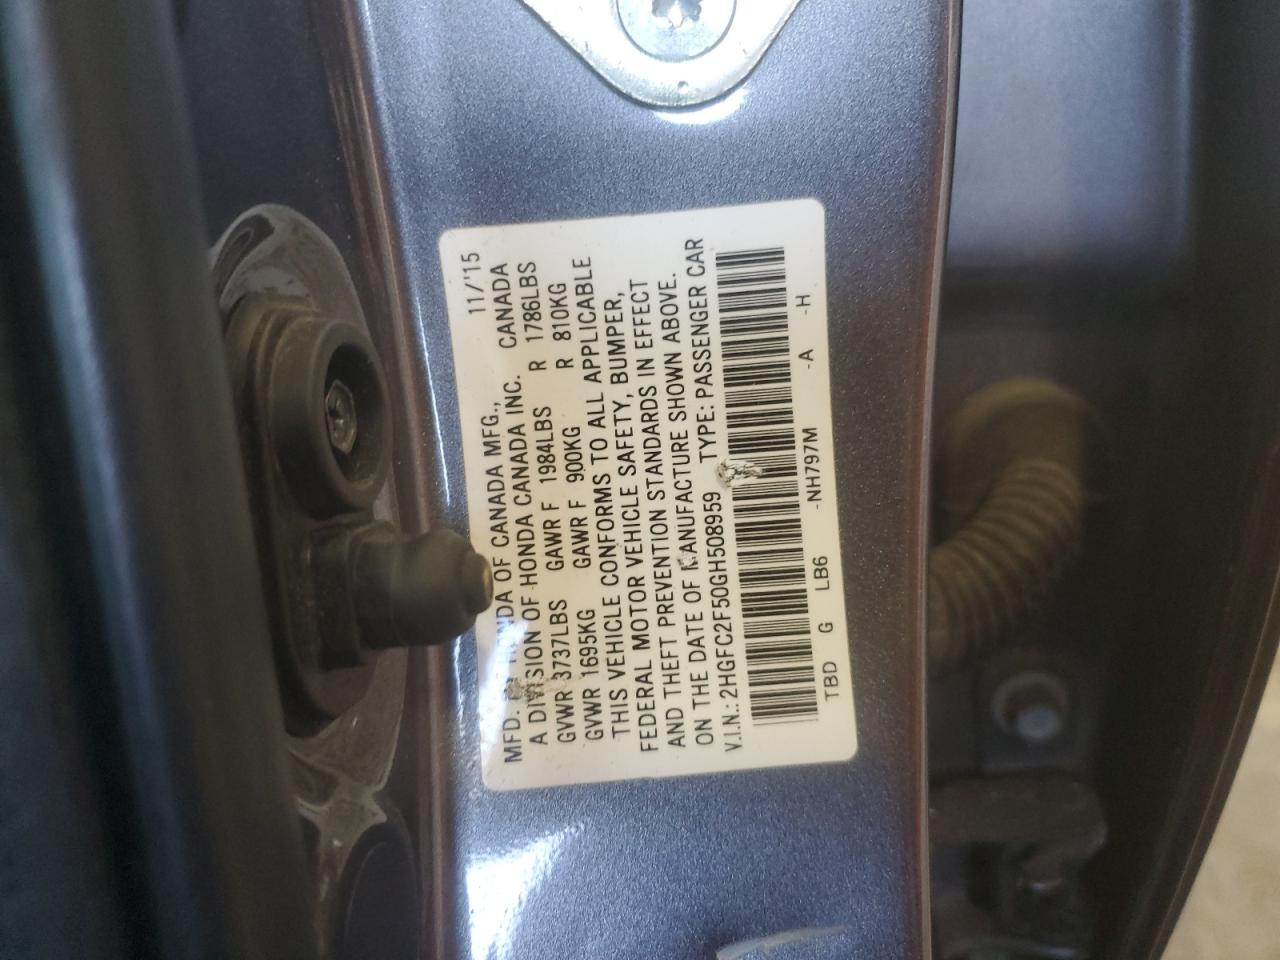 11/'15
MFD. BY HONDA OF CANADA MFG., CANADA
A DIVISION OF HONDA CANADA INC.
GVWR 3737LBS GAWR F 1984LBS R 1786LBS
GVWR 1695KG GAWR F 900KG R 810KG
THIS VEHICLE CONFORMS TO ALL APPLICABLE
FEDERAL MOTOR VEHICLE SAFETY, BUMPER,
AND THEFT PREVENTION STANDARDS IN EFFECT
ON THE DATE OF MANUFACTURE SHOWN ABOVE.
V.I.N.: 2HGFC2F50GH508959 TYPE: PASSENGER CAR
TBD G LB6 -NH797M -A -H